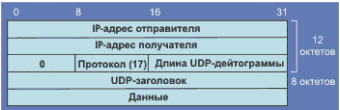 0 8 16 31
IP-адрес отправителя
IP-адрес получателя
12 октетов
0 Протокол (17) Длина UDP-дейтограммы
UDP-заголовок 8 октетов
Данные